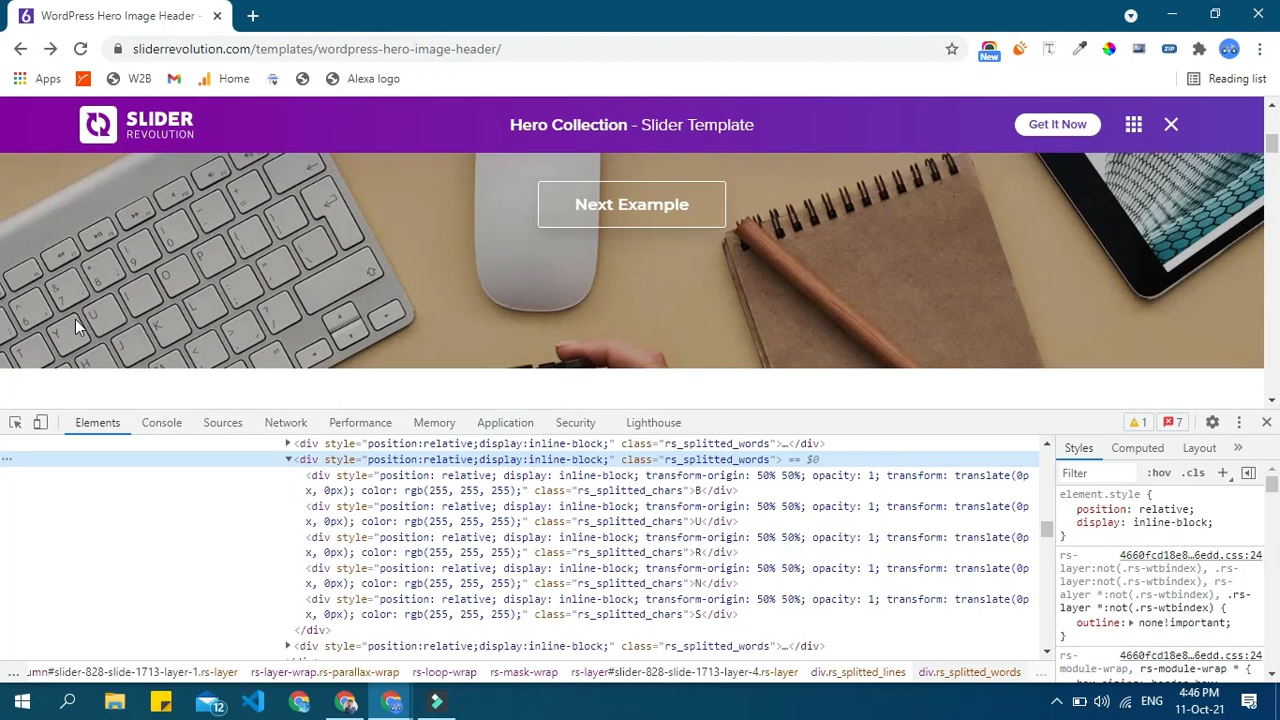 WordPress Hero Image Header -
sliderrevolution.com/templates/wordpress-hero-image-header/
New
ZIP
Apps
W2B
Home
Alexa logo
Reading list
SLIDER
REVOLUTION
Hero Collection - Slider Template
Get It Now
Next Example
Elements
Console
Sources
Network
Performance
Memory
Application
Security
Lighthouse
1
7
<div style="position:relative;display:inline-block;" class="rs_splitted_words">…</div>
<div style="position:relative;display:inline-block;" class="rs_splitted_words"> == $0
<div style="position: relative; display: inline-block; transform-origin: 50% 50%; opacity: 1; transform: translate(0p
x, 0px); color: rgb(255, 255, 255);" class="rs_splitted_chars">B</div>
<div style="position: relative; display: inline-block; transform-origin: 50% 50%; opacity: 1; transform: translate(0p
x, 0px); color: rgb(255, 255, 255);" class="rs_splitted_chars">U</div>
<div style="position: relative; display: inline-block; transform-origin: 50% 50%; opacity: 1; transform: translate(0p
x, 0px); color: rgb(255, 255, 255);" class="rs_splitted_chars">R</div>
<div style="position: relative; display: inline-block; transform-origin: 50% 50%; opacity: 1; transform: translate(0p
x, 0px); color: rgb(255, 255, 255);" class="rs_splitted_chars">N</div>
<div style="position: relative; display: inline-block; transform-origin: 50% 50%; opacity: 1; transform: translate(0p
x, 0px); color: rgb(255, 255, 255);" class="rs_splitted_chars">S</div>
</div>
<div style="position:relative;display:inline-block;" class="rs_splitted_words">…</div>
… umn#slider-828-slide-1713-layer-1.rs-layer
rs-layer-wrap.rs-parallax-wrap
rs-loop-wrap
rs-mask-wrap
rs-layer#slider-828-slide-1713-layer-4.rs-layer
div.rs_splitted_lines
div.rs_splitted_words
…
Styles
Computed
Layout
»
Filter
:hov
.cls
+
element.style {
position: relative;
display: inline-block;
}
rs-
4660fcd18e8…6edd.css:24
layer:not(.rs-wtbindex), .rs-
layer:not(.rs-wtbindex), rs-
alyer *:not(.rs-wtbindex), .rs-
layer *:not(.rs-wtbindex) {
outline: none!important;
}
rs-
4660fcd18e8…6edd.css:24
module-wrap, rs-module-wrap * {
12
ENG
4:46 PM
11-Oct-21